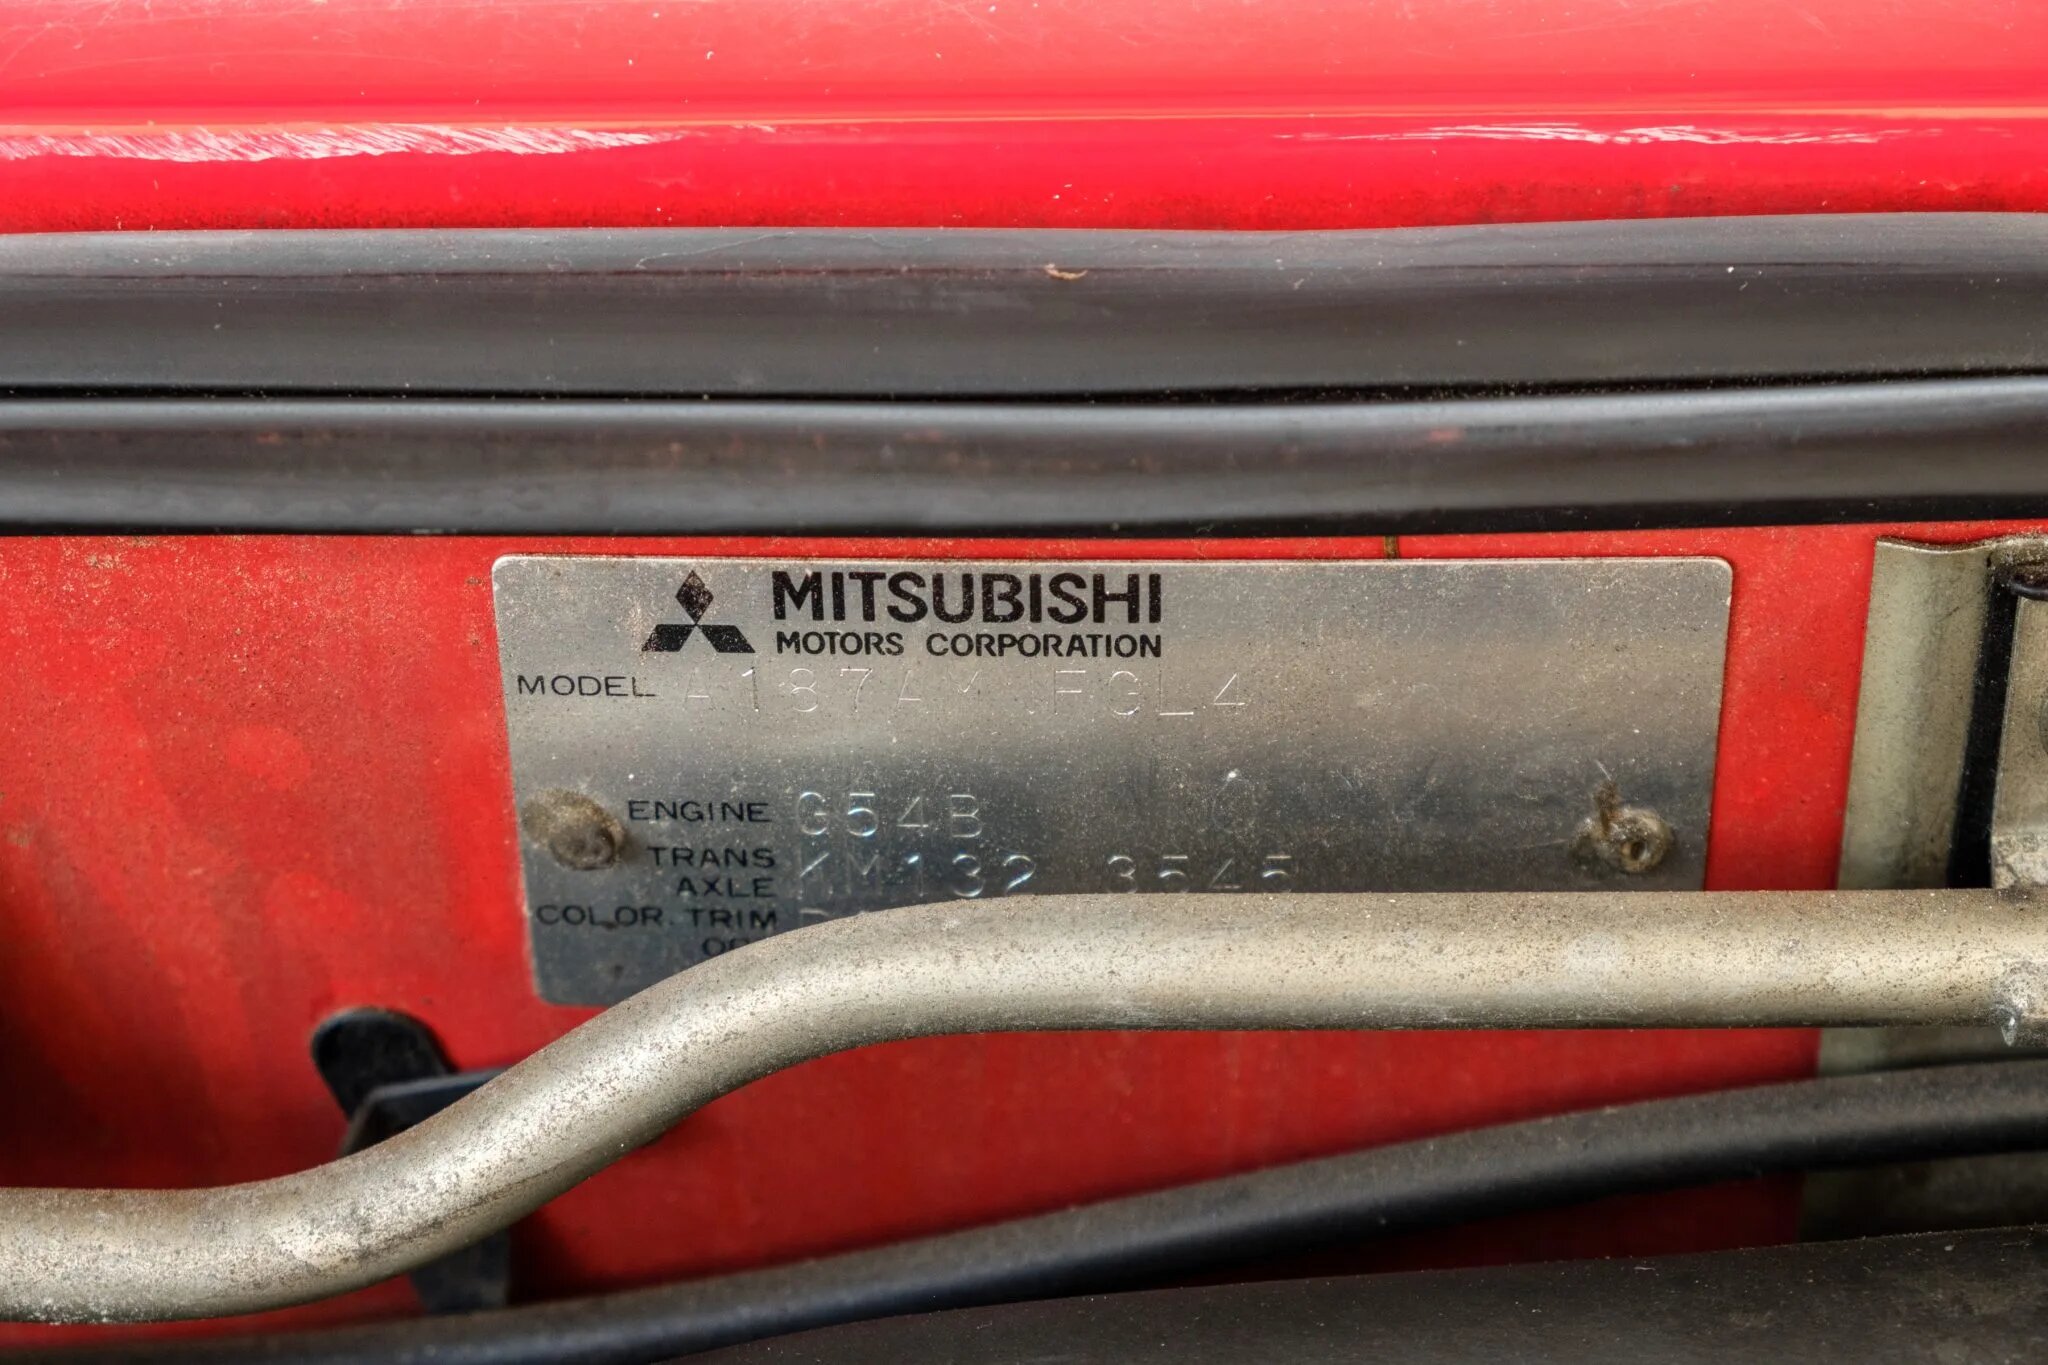 MITSUBISHI
MOTORS CORPORATION
MODEL A187AM FGL4
ENGINE G54B
TRANS KM132 3545
AXLE
COLOR. TRIM